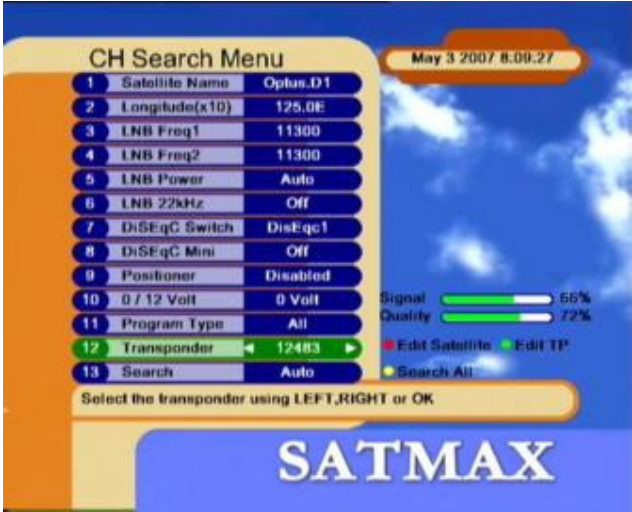 CH Search Menu
May 3 2007 8:09:27
1 Satellite Name Optus.D1
2 Longitude(x10) 125.0E
3 LNB Freq1 11300
4 LNB Freq2 11300
5 LNB Power Auto
6 LNB 22kHz Off
7 DiSEqC Switch DisEqc1
8 DiSEqC Mini Off
9 Positioner Disabled
10 0 / 12 Volt 0 Volt
11 Program Type All
12 Transponder 12483
13 Search Auto
Signal 66%
Quality 72%
Edit Satellite Edit TP
Search All
Select the transponder using LEFT,RIGHT or OK
SATMAX